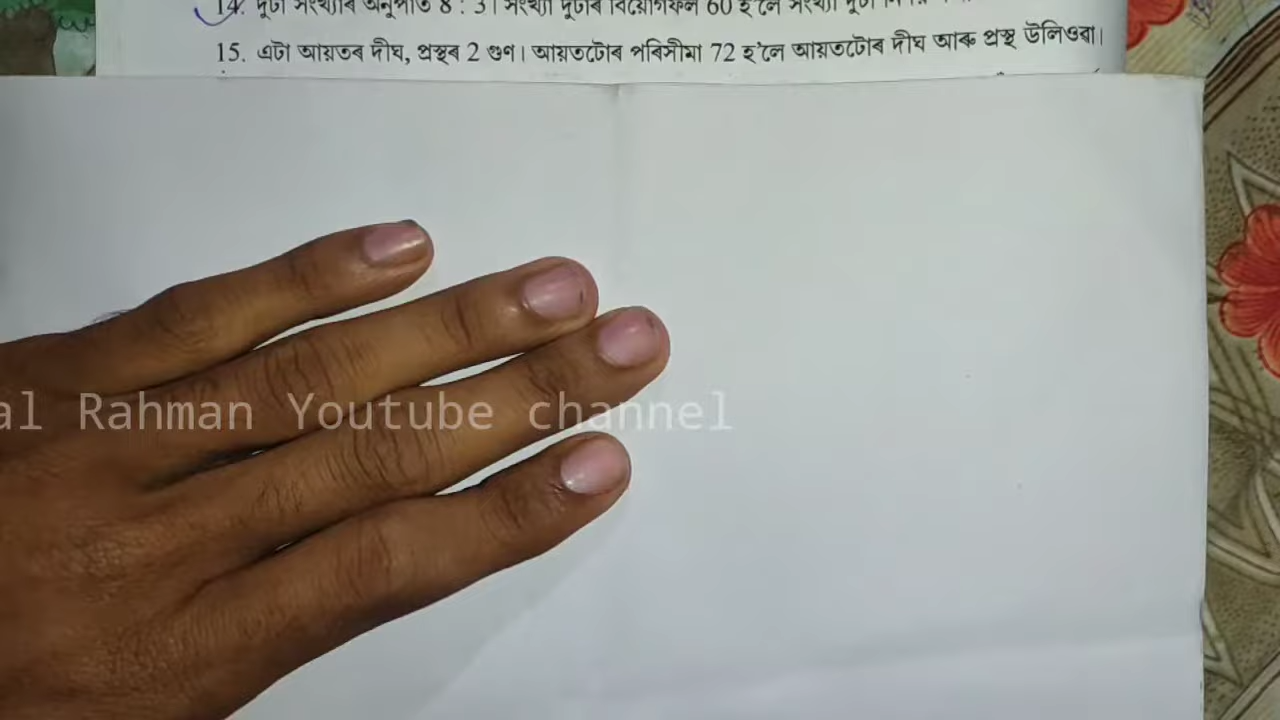 14. দুটা সংখ্যাৰ অনুপাত 8 : 3। সংখ্যা দুটাৰ বিয়োগফল 60 হ'লে সংখ্যা দুটা
15. এটা আয়তৰ দীঘ, প্ৰস্থৰ 2 গুণ। আয়তটোৰ পৰিসীমা 72 হ'লে আয়তটোৰ দীঘ আৰু প্ৰস্থ উলিওৱা।
al Rahman Youtube channel